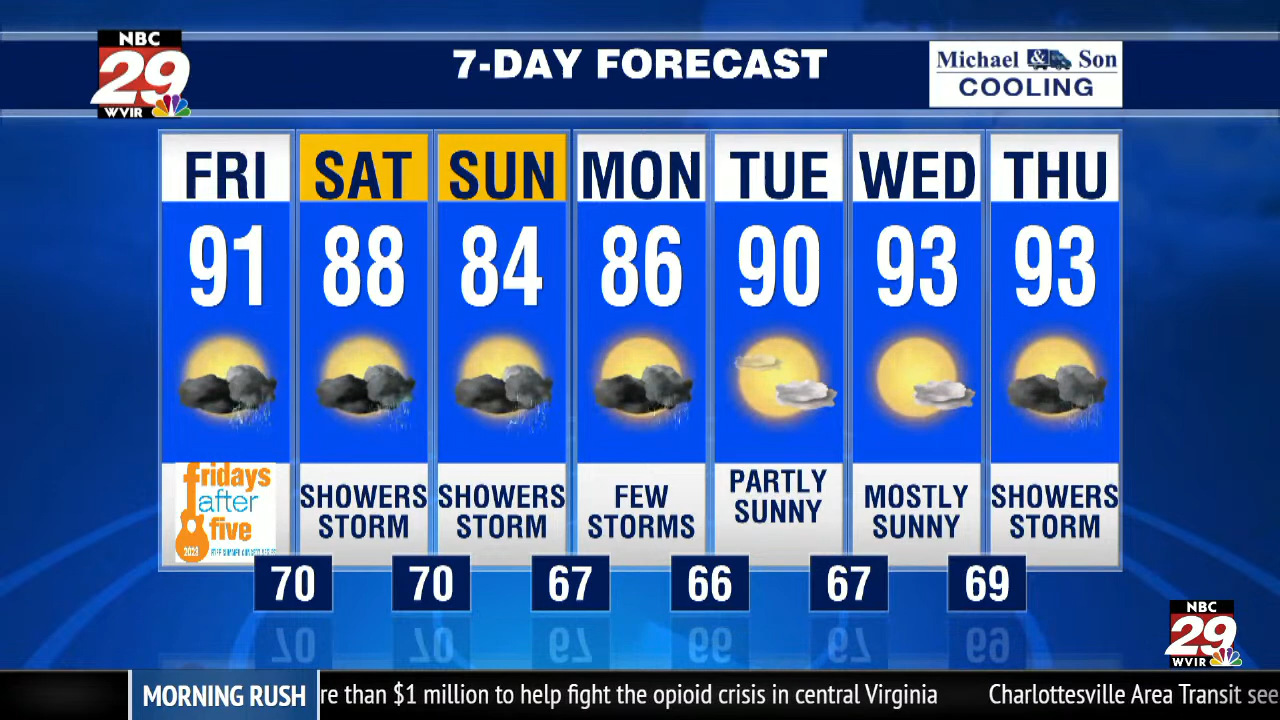 NBC
29
WVIR
7-DAY FORECAST
Michael & Son
COOLING
FRI SAT SUN MON TUE WED THU
91 88 84 86 90 93 93
fridays
after
five
SHOWERS
STORM
SHOWERS
STORM
FEW
STORMS
PARTLY
SUNNY
MOSTLY
SUNNY
SHOWERS
STORM
70 70 67 66 67 69
NBC
29
WVIR
MORNING RUSH
re than $1 million to help fight the opioid crisis in central Virginia Charlottesville Area Transit see